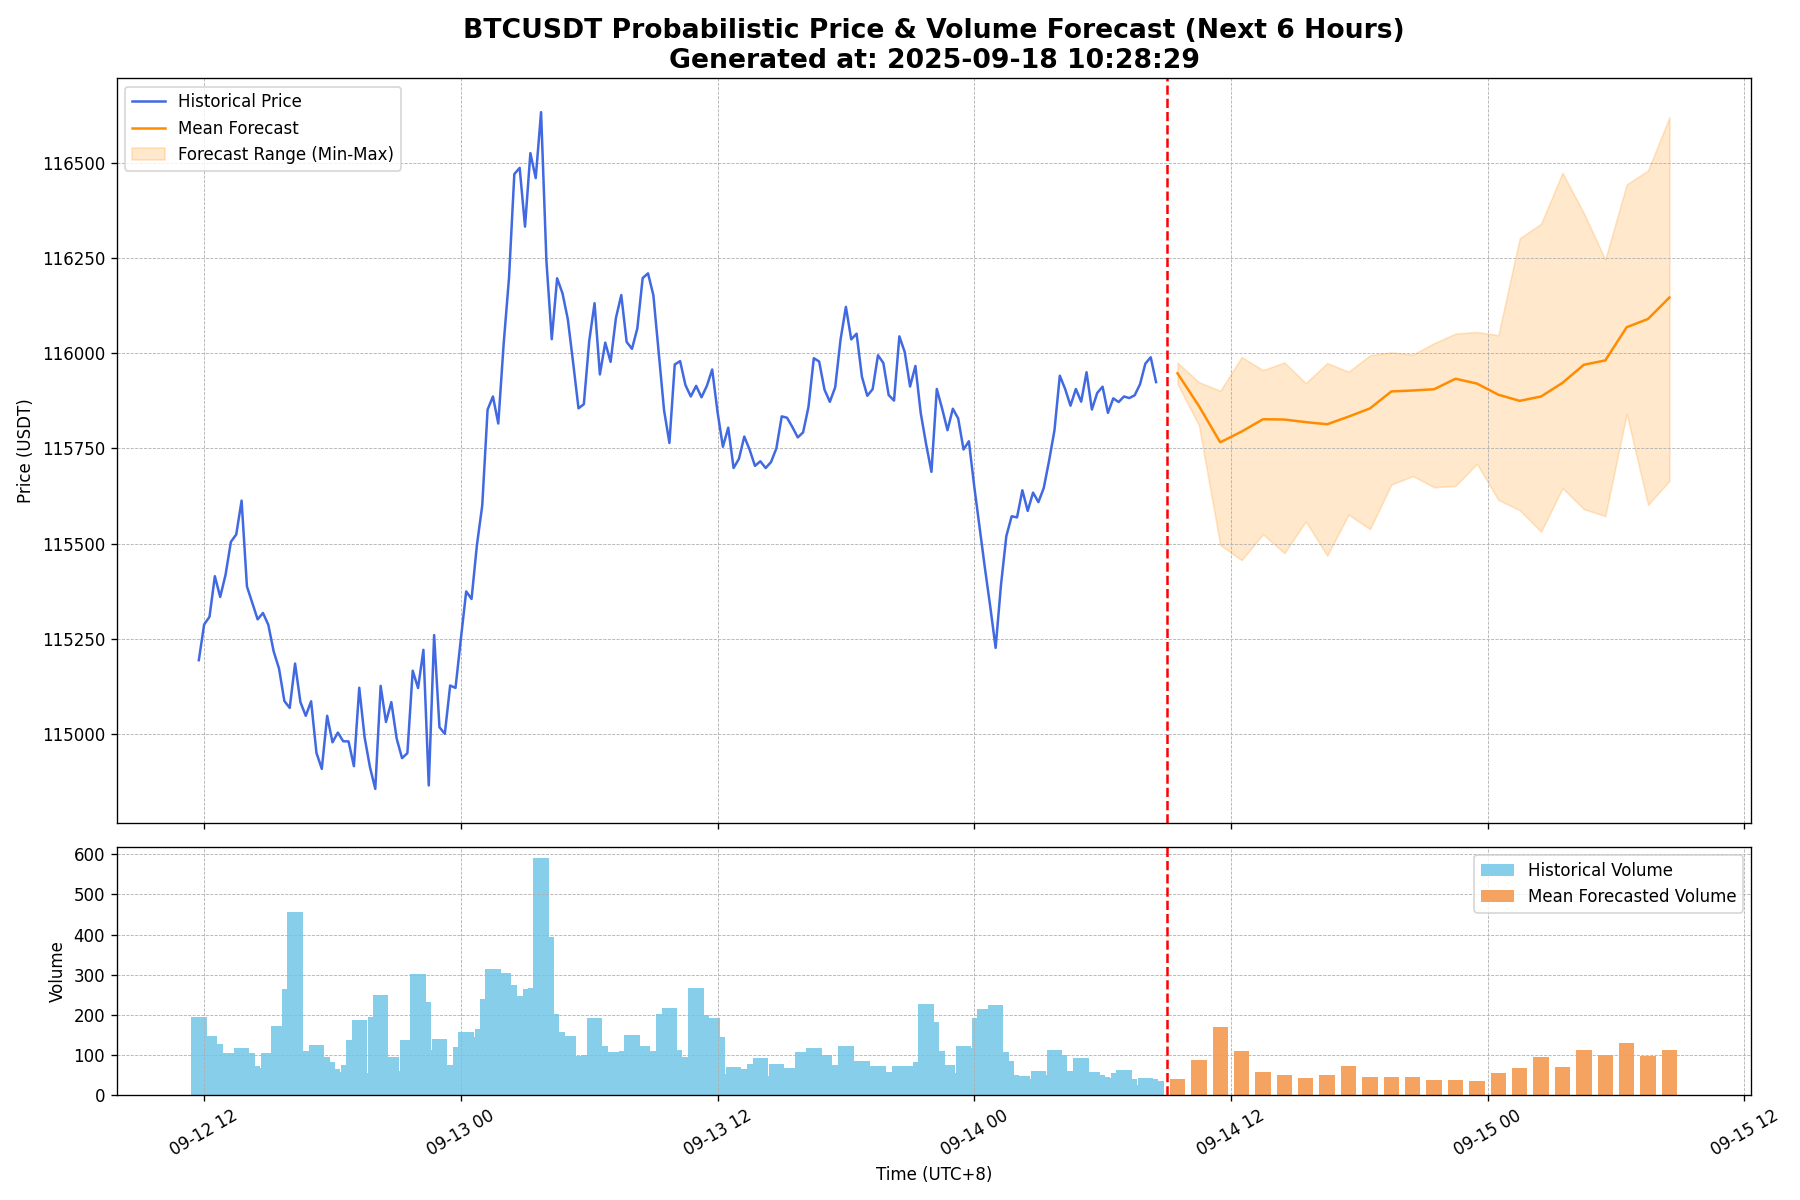 BTCUSDT Probabilistic Price & Volume Forecast (Next 6 Hours)
Generated at: 2025-09-18 10:28:29
Historical Price
Mean Forecast
Forecast Range (Min-Max)
Price (USDT)
116500
116250
116000
115750
115500
115250
115000
Historical Volume
Mean Forecasted Volume
Volume
600
500
400
300
200
100
0
09-12 12
09-13 00
09-13 12
09-14 00
09-14 12
09-15 00
09-15 12
Time (UTC+8)